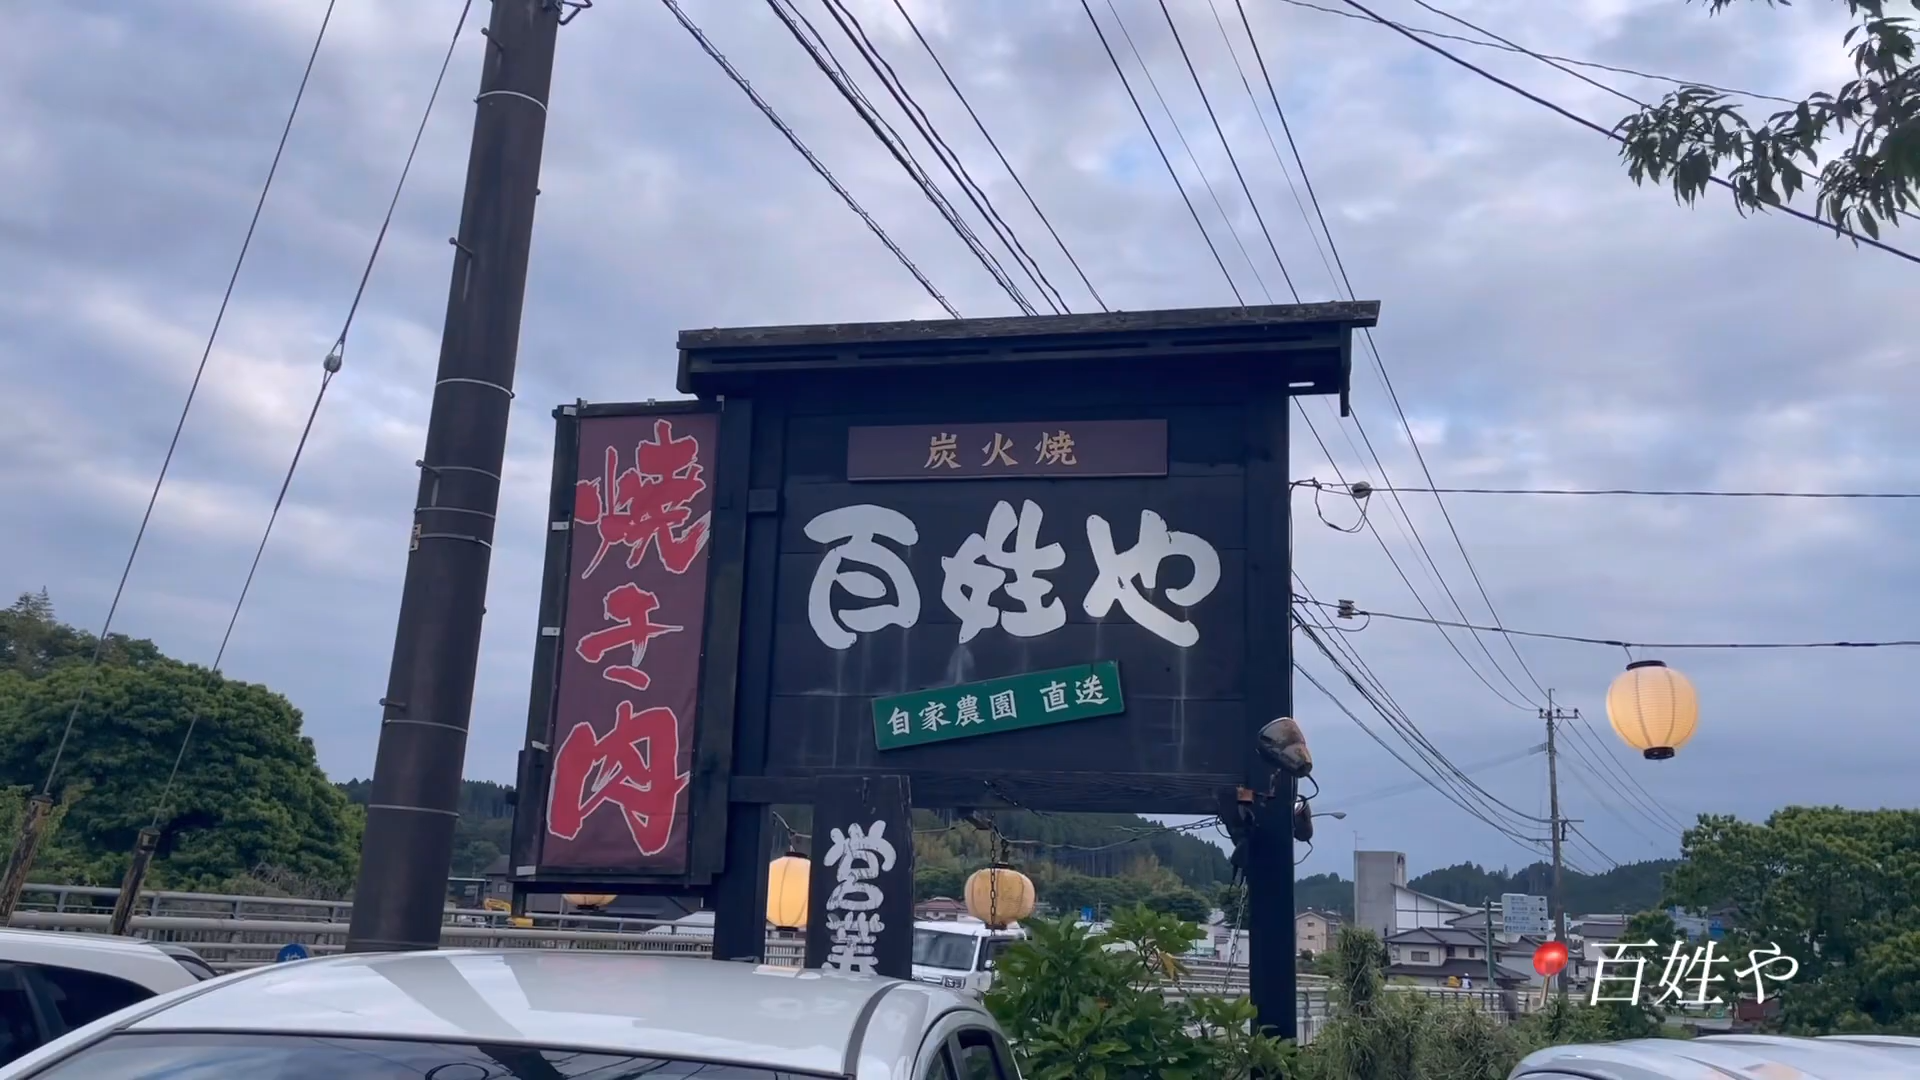 炭火焼
焼き肉
百姓や
自家農園 直送
営業
百姓や